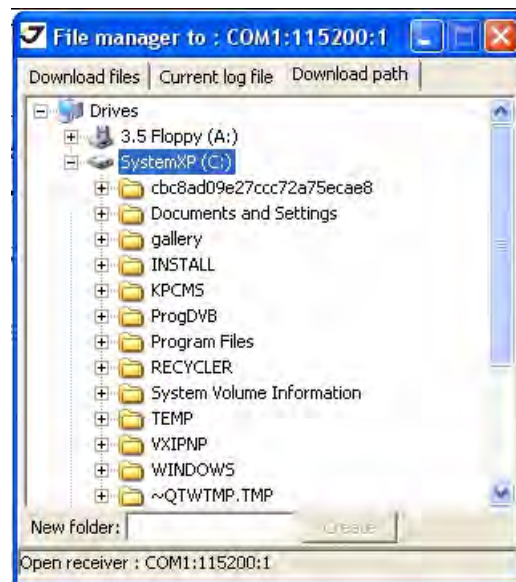 File manager to : COM1:115200:1
Download files Current log file Download path
Drives
3.5 Floppy (A:)
SystemXP (C:)
cbc8ad09e27ccc72a75ecae8
Documents and Settings
gallery
INSTALL
KPCMS
ProgDVB
Program Files
RECYCLER
System Volume Information
TEMP
VXIPNP
WINDOWS
~QTWTMP.TMP
New folder: Create
Open receiver : COM1:115200:1